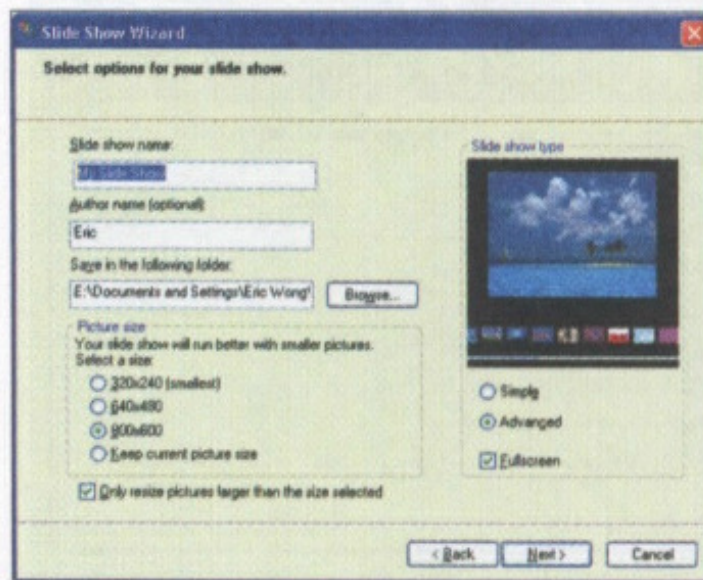 Slide Show Wizard
Select options for your slide show.
Slide show name:
My Slide Show
Author name (optional):
Eric
Save in the following folder:
E:\Documents and Settings\Eric Wong\
Browse...
Picture size
Your slide show will run better with smaller pictures.
Select a size:
320x240 (smallest)
640x480
800x600
Keep current picture size
Only resize pictures larger than the size selected
Slide show type
Simple
Advanced
Fullscreen
< Back
Next >
Cancel